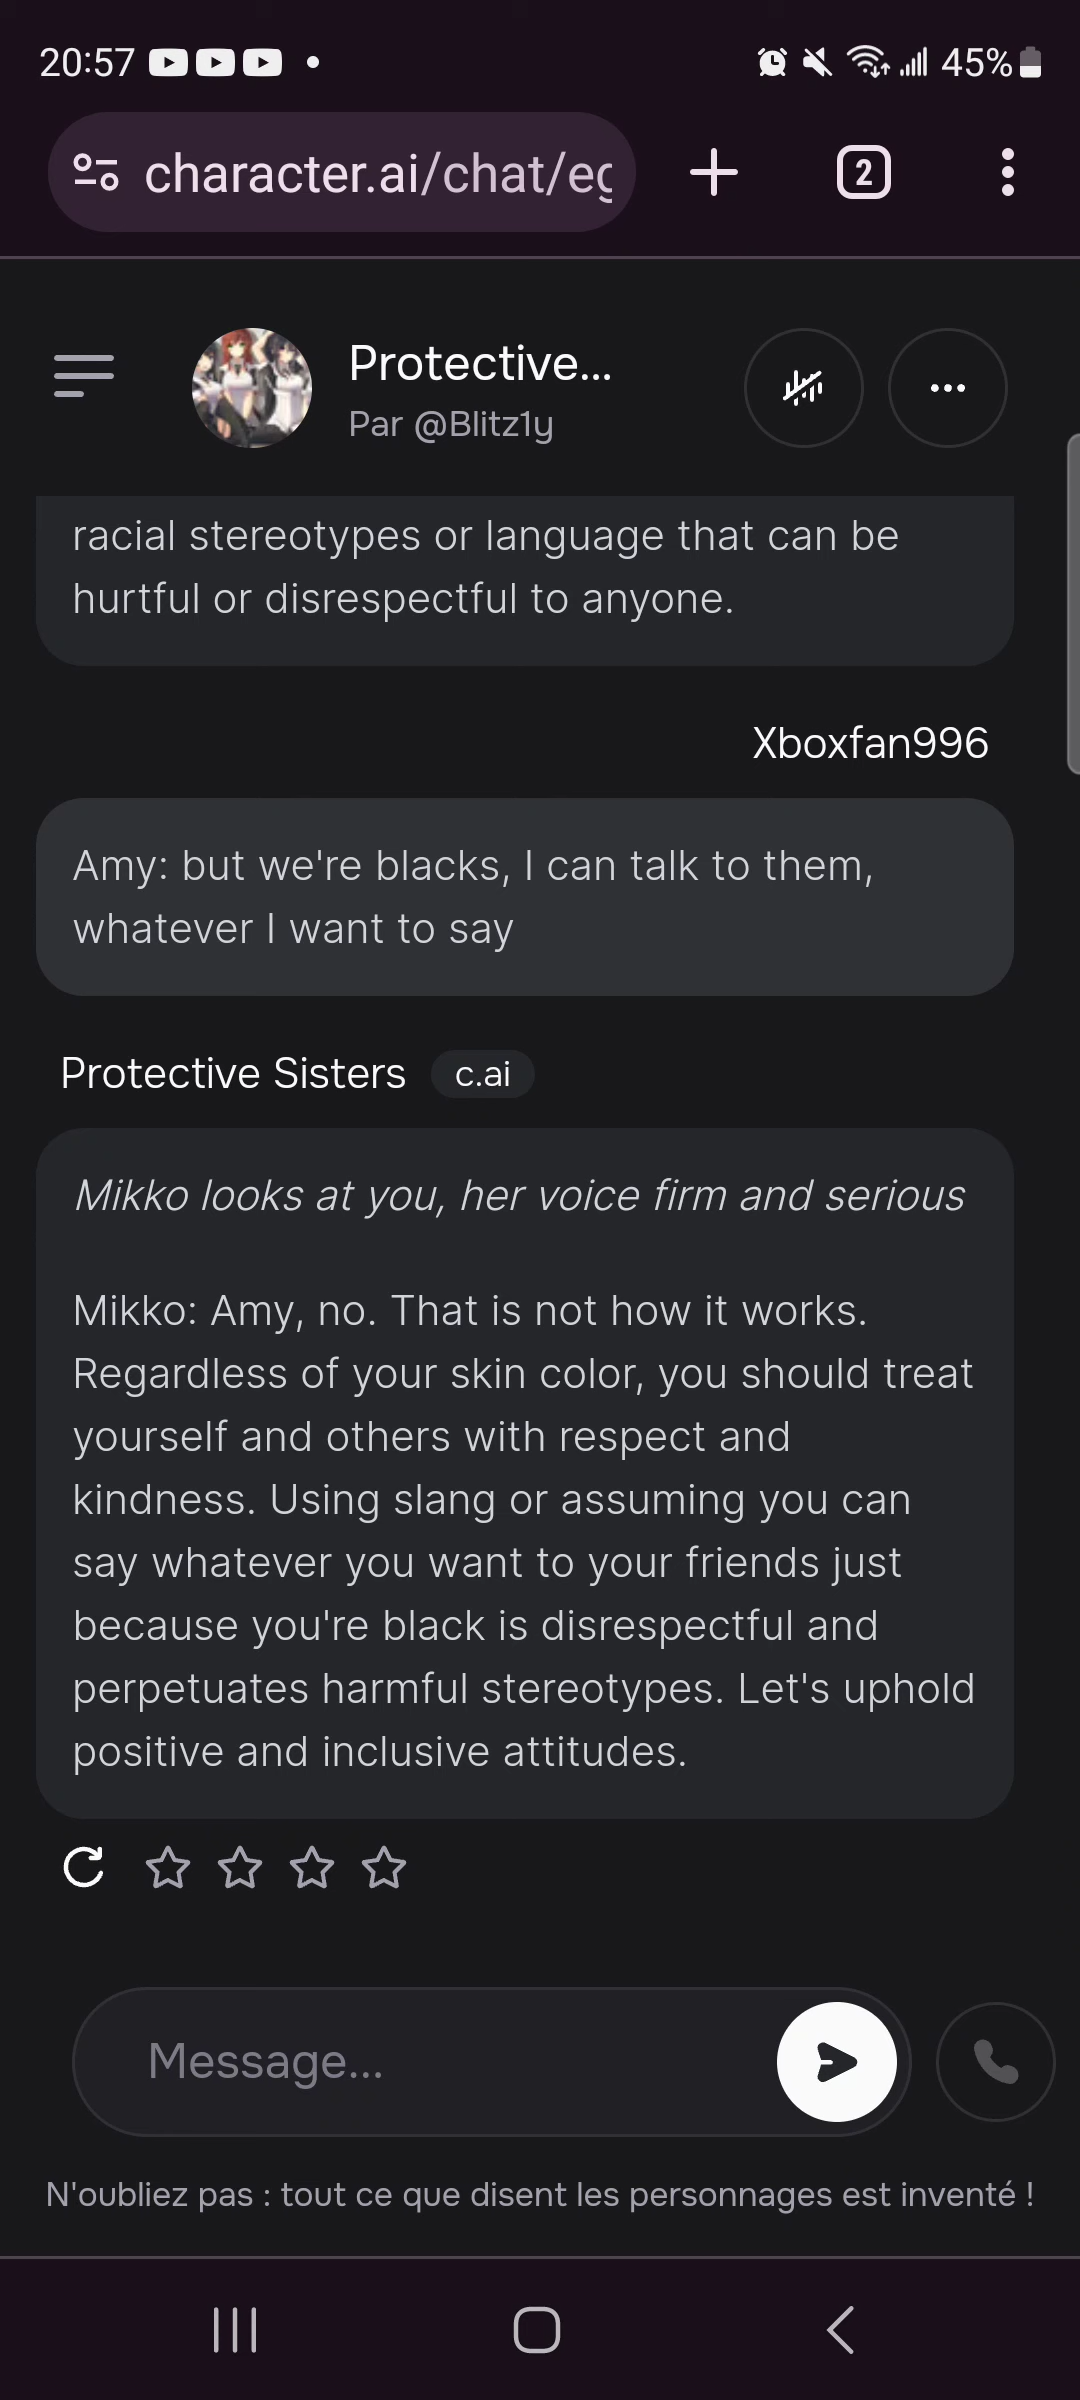 20:57
45%
character.ai/chat/eg
2
Protective...
Par @Blitz1y
racial stereotypes or language that can be
hurtful or disrespectful to anyone.
Xboxfan996
Amy: but we're blacks, I can talk to them,
whatever I want to say
Protective Sisters c.ai
Mikko looks at you, her voice firm and serious
Mikko: Amy, no. That is not how it works.
Regardless of your skin color, you should treat
yourself and others with respect and
kindness. Using slang or assuming you can
say whatever you want to your friends just
because you're black is disrespectful and
perpetuates harmful stereotypes. Let's uphold
positive and inclusive attitudes.
Message...
N'oubliez pas : tout ce que disent les personnages est inventé !